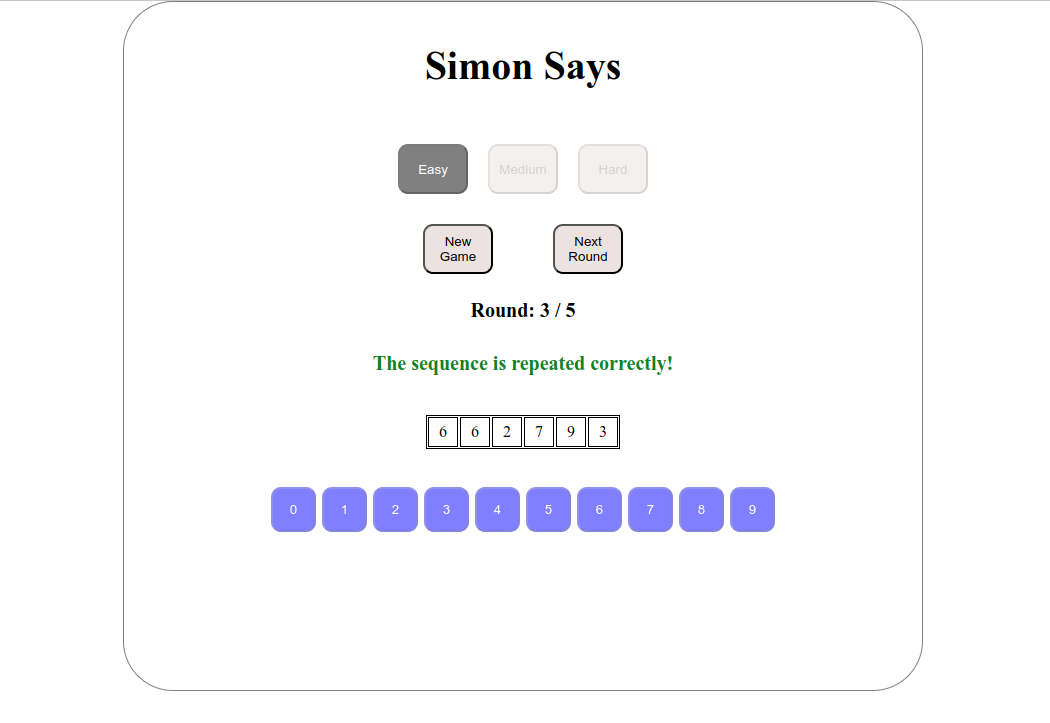 Simon Says
Easy Medium Hard
New Game
Next Round
Round: 3 / 5
The sequence is repeated correctly!
6 6 2 7 9 3
0 1 2 3 4 5 6 7 8 9